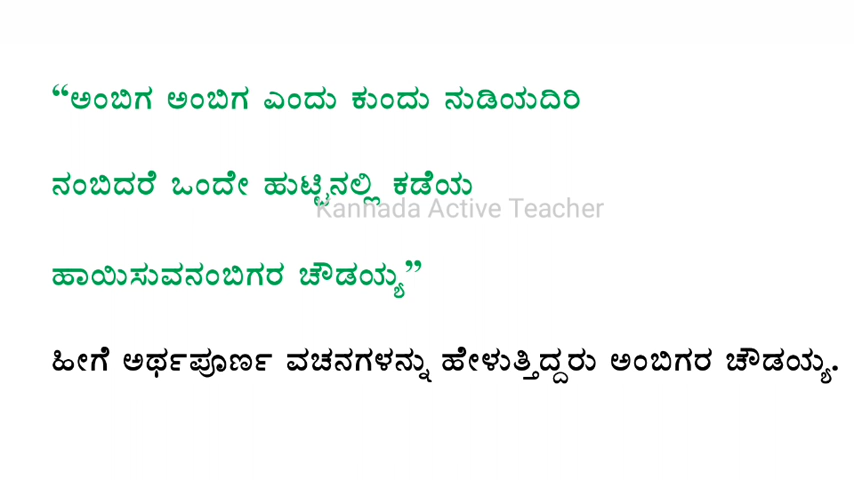 “ಅಂಬಿಗ ಅಂಬಿಗ ಎಂದು ಕುಂದು ನುಡಿಯದಿರಿ
ನಂಬಿದರೆ ಒಂದೇ ಹುಟ್ಟಿನಲ್ಲಿ ಕಡೆಯ
Kannada Active Teacher
ಹಾಯಿಸುವನಂಬಿಗರ ಚೌಡಯ್ಯ”
ಹೀಗೆ ಅರ್ಥಪೂರ್ಣ ವಚನಗಳನ್ನು ಹೇಳುತ್ತಿದ್ದರು ಅಂಬಿಗರ ಚೌಡಯ್ಯ.